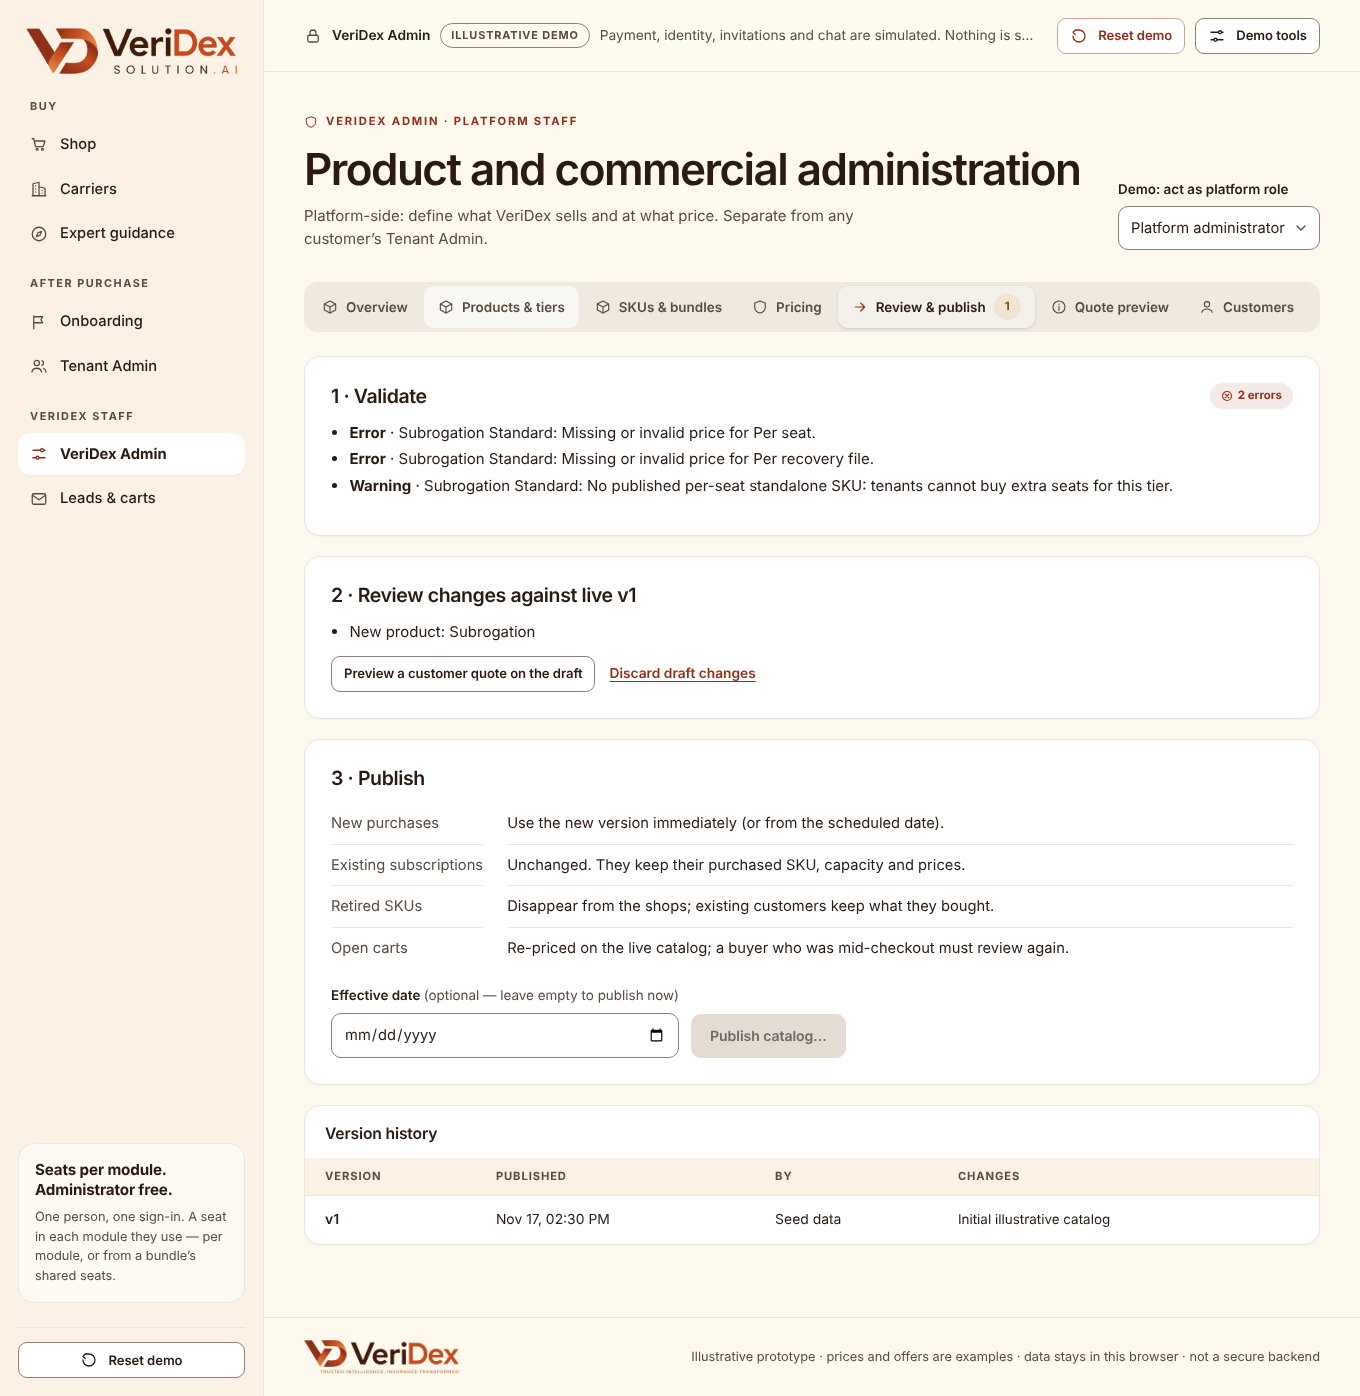 VeriDex
SOLUTION.AI
BUY
Shop
Carriers
Expert guidance
AFTER PURCHASE
Onboarding
Tenant Admin
VERIDEX STAFF
VeriDex Admin
Leads & carts
Seats per module.
Administrator free.
One person, one sign-in. A seat
in each module they use — per
module, or from a bundle’s
shared seats.
Reset demo
VeriDex Admin ILLUSTRATIVE DEMO Payment, identity, invitations and chat are simulated. Nothing is s... Reset demo Demo tools
VERIDEX ADMIN · PLATFORM STAFF
Product and commercial administration
Platform-side: define what VeriDex sells and at what price. Separate from any
customer’s Tenant Admin.
Demo: act as platform role
Platform administrator
Overview Products & tiers SKUs & bundles Pricing Review & publish 1 Quote preview Customers
1 · Validate
2 errors
• Error · Subrogation Standard: Missing or invalid price for Per seat.
• Error · Subrogation Standard: Missing or invalid price for Per recovery file.
• Warning · Subrogation Standard: No published per-seat standalone SKU: tenants cannot buy extra seats for this tier.
2 · Review changes against live v1
• New product: Subrogation
Preview a customer quote on the draft Discard draft changes
3 · Publish
New purchases Use the new version immediately (or from the scheduled date).
Existing subscriptions Unchanged. They keep their purchased SKU, capacity and prices.
Retired SKUs Disappear from the shops; existing customers keep what they bought.
Open carts Re-priced on the live catalog; a buyer who was mid-checkout must review again.
Effective date (optional — leave empty to publish now)
mm/dd/yyyy Publish catalog...
Version history
VERSION PUBLISHED BY CHANGES
v1 Nov 17, 02:30 PM Seed data Initial illustrative catalog
VeriDex
TRUSTED INTELLIGENCE, INSURANCE TRANSFORMED
Illustrative prototype · prices and offers are examples · data stays in this browser · not a secure backend